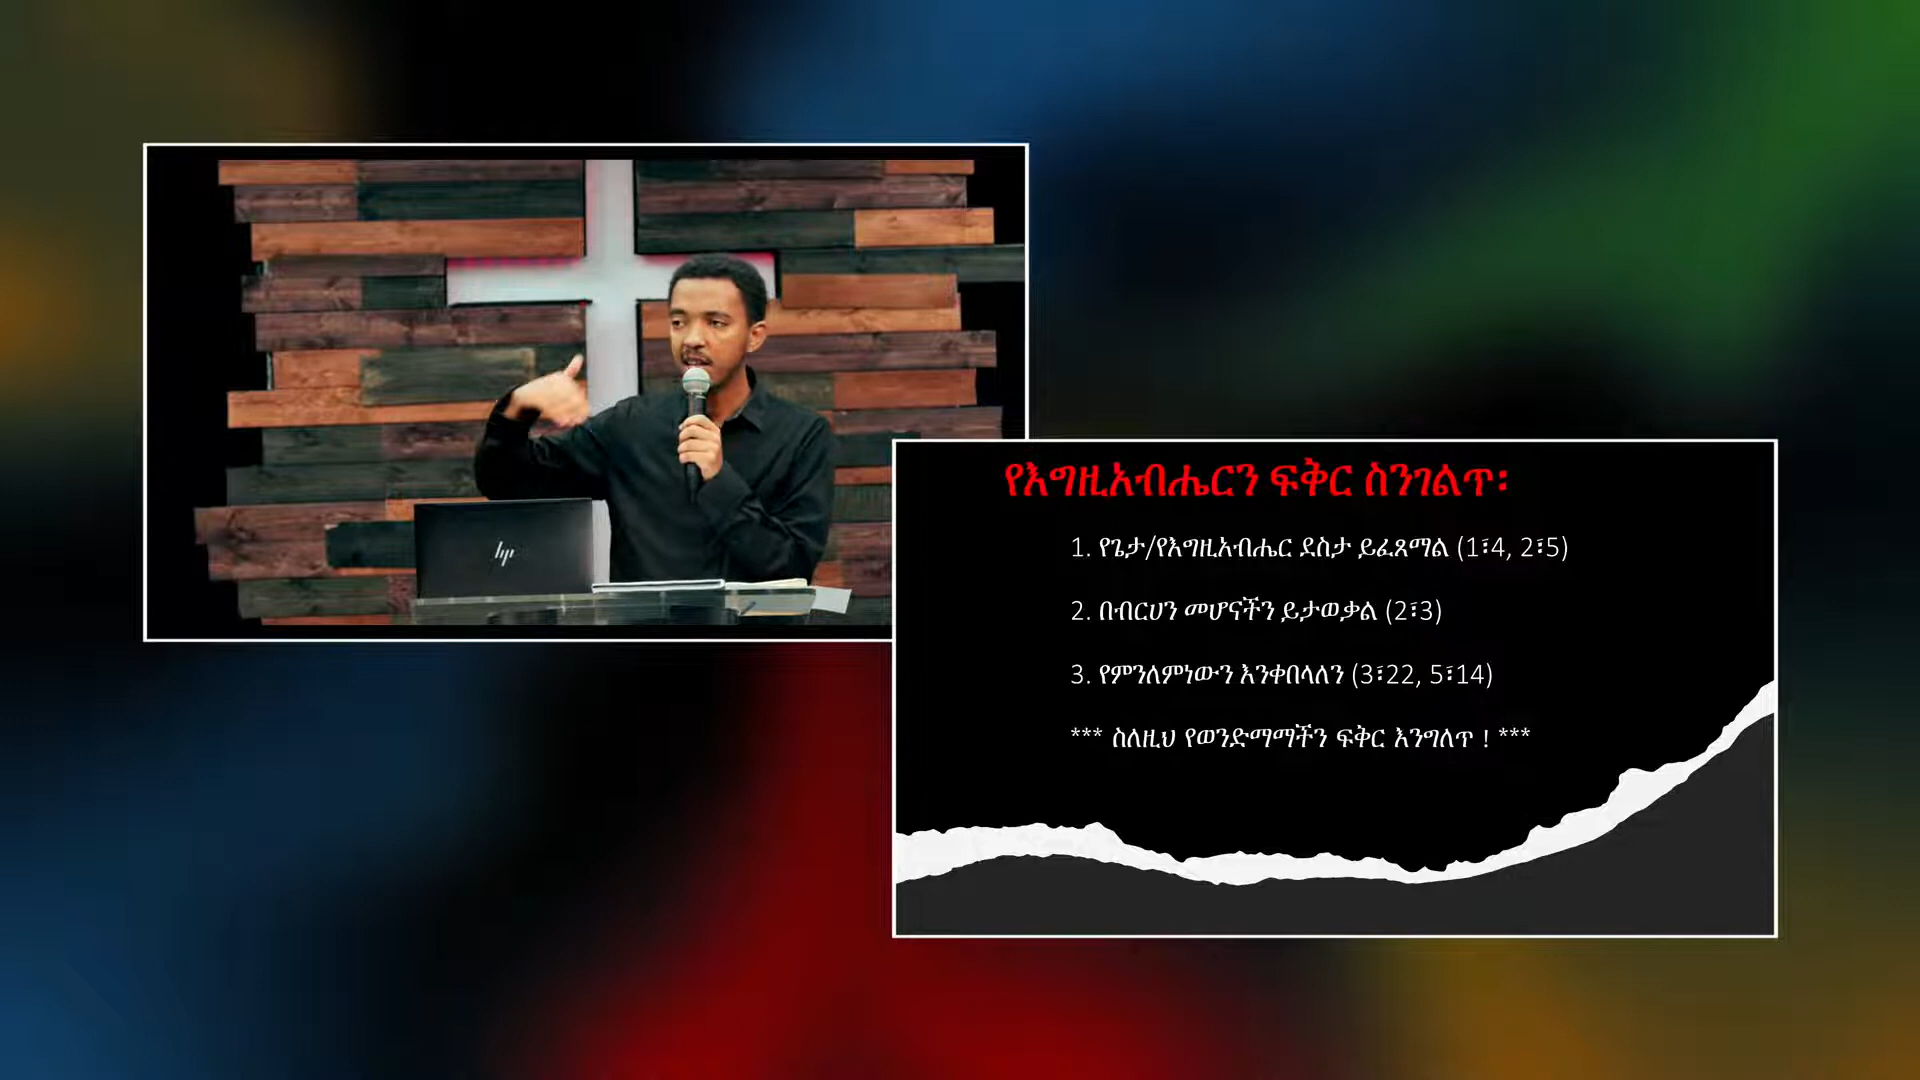 hp
የእግዚአብሔርን ፍቅር ስንገልጥ፡
1. የጌታ/የእግዚአብሔር ደስታ ይፈጸማል (1፣4, 2፣5)
2. በብርሀን መሆናችን ይታወቃል (2፣3)
3. የምንለምነውን እንቀበላለን (3፣22, 5፣14)
*** ስለዚህ የወንድማማችን ፍቅር እንግለጥ ! ***